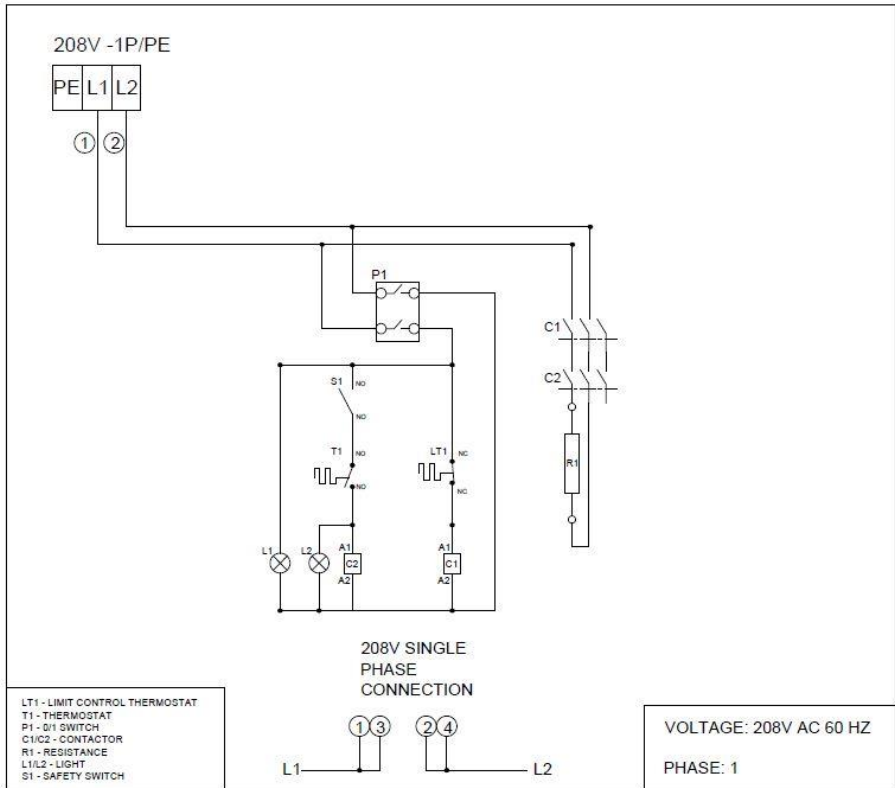 208V -1P/PE
PE L1 L2
1 2
P1
C1
S1 NO
C2
NO
T1 NO LT1 NC
R1
NO NC
L1 L2 A1 A1
C2 C1
A2 A2
208V SINGLE
PHASE
CONNECTION
1 3 2 4
L1 L2
LT1 - LIMIT CONTROL THERMOSTAT
T1 - THERMOSTAT
P1 - 0/1 SWITCH
C1/C2 - CONTACTOR
R1 - RESISTANCE
L1/L2 - LIGHT
S1 - SAFETY SWITCH
VOLTAGE: 208V AC 60 HZ
PHASE: 1